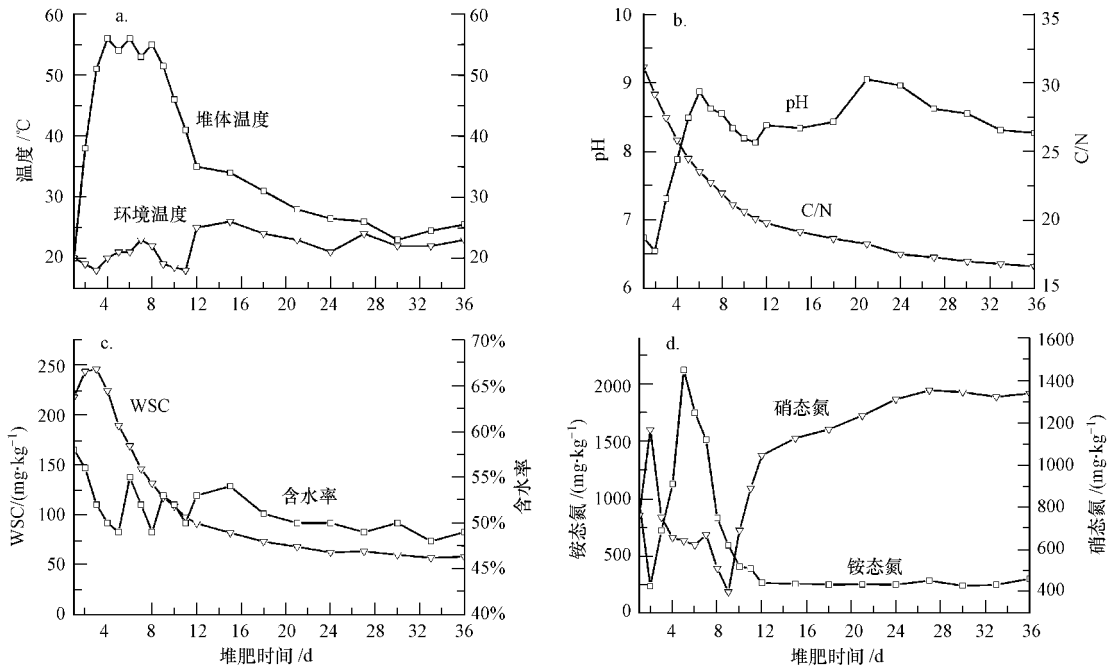 a.
60
50
40
30
20
温度 /℃
堆体温度
环境温度
60
50
40
30
20
4 8 12 16 20 24 28 32 36
b.
10
9
8
7
6
pH
pH
C/N
35
30
25
20
15
C/N
4 8 12 16 20 24 28 32 36
c.
250
200
150
100
50
0
WSC/(mg·kg⁻¹)
WSC
含水率
70%
65%
60%
55%
50%
45%
40%
含水率
8 12 16 20 24 28 32 36
堆肥时间 /d
d.
2000
1500
1000
500
0
铵态氮 /(mg·kg⁻¹)
硝态氮
铵态氮
1600
1400
1200
1000
800
600
400
硝态氮 /(mg·kg⁻¹)
4 8 12 16 20 24 28 32 36
堆肥时间 /d